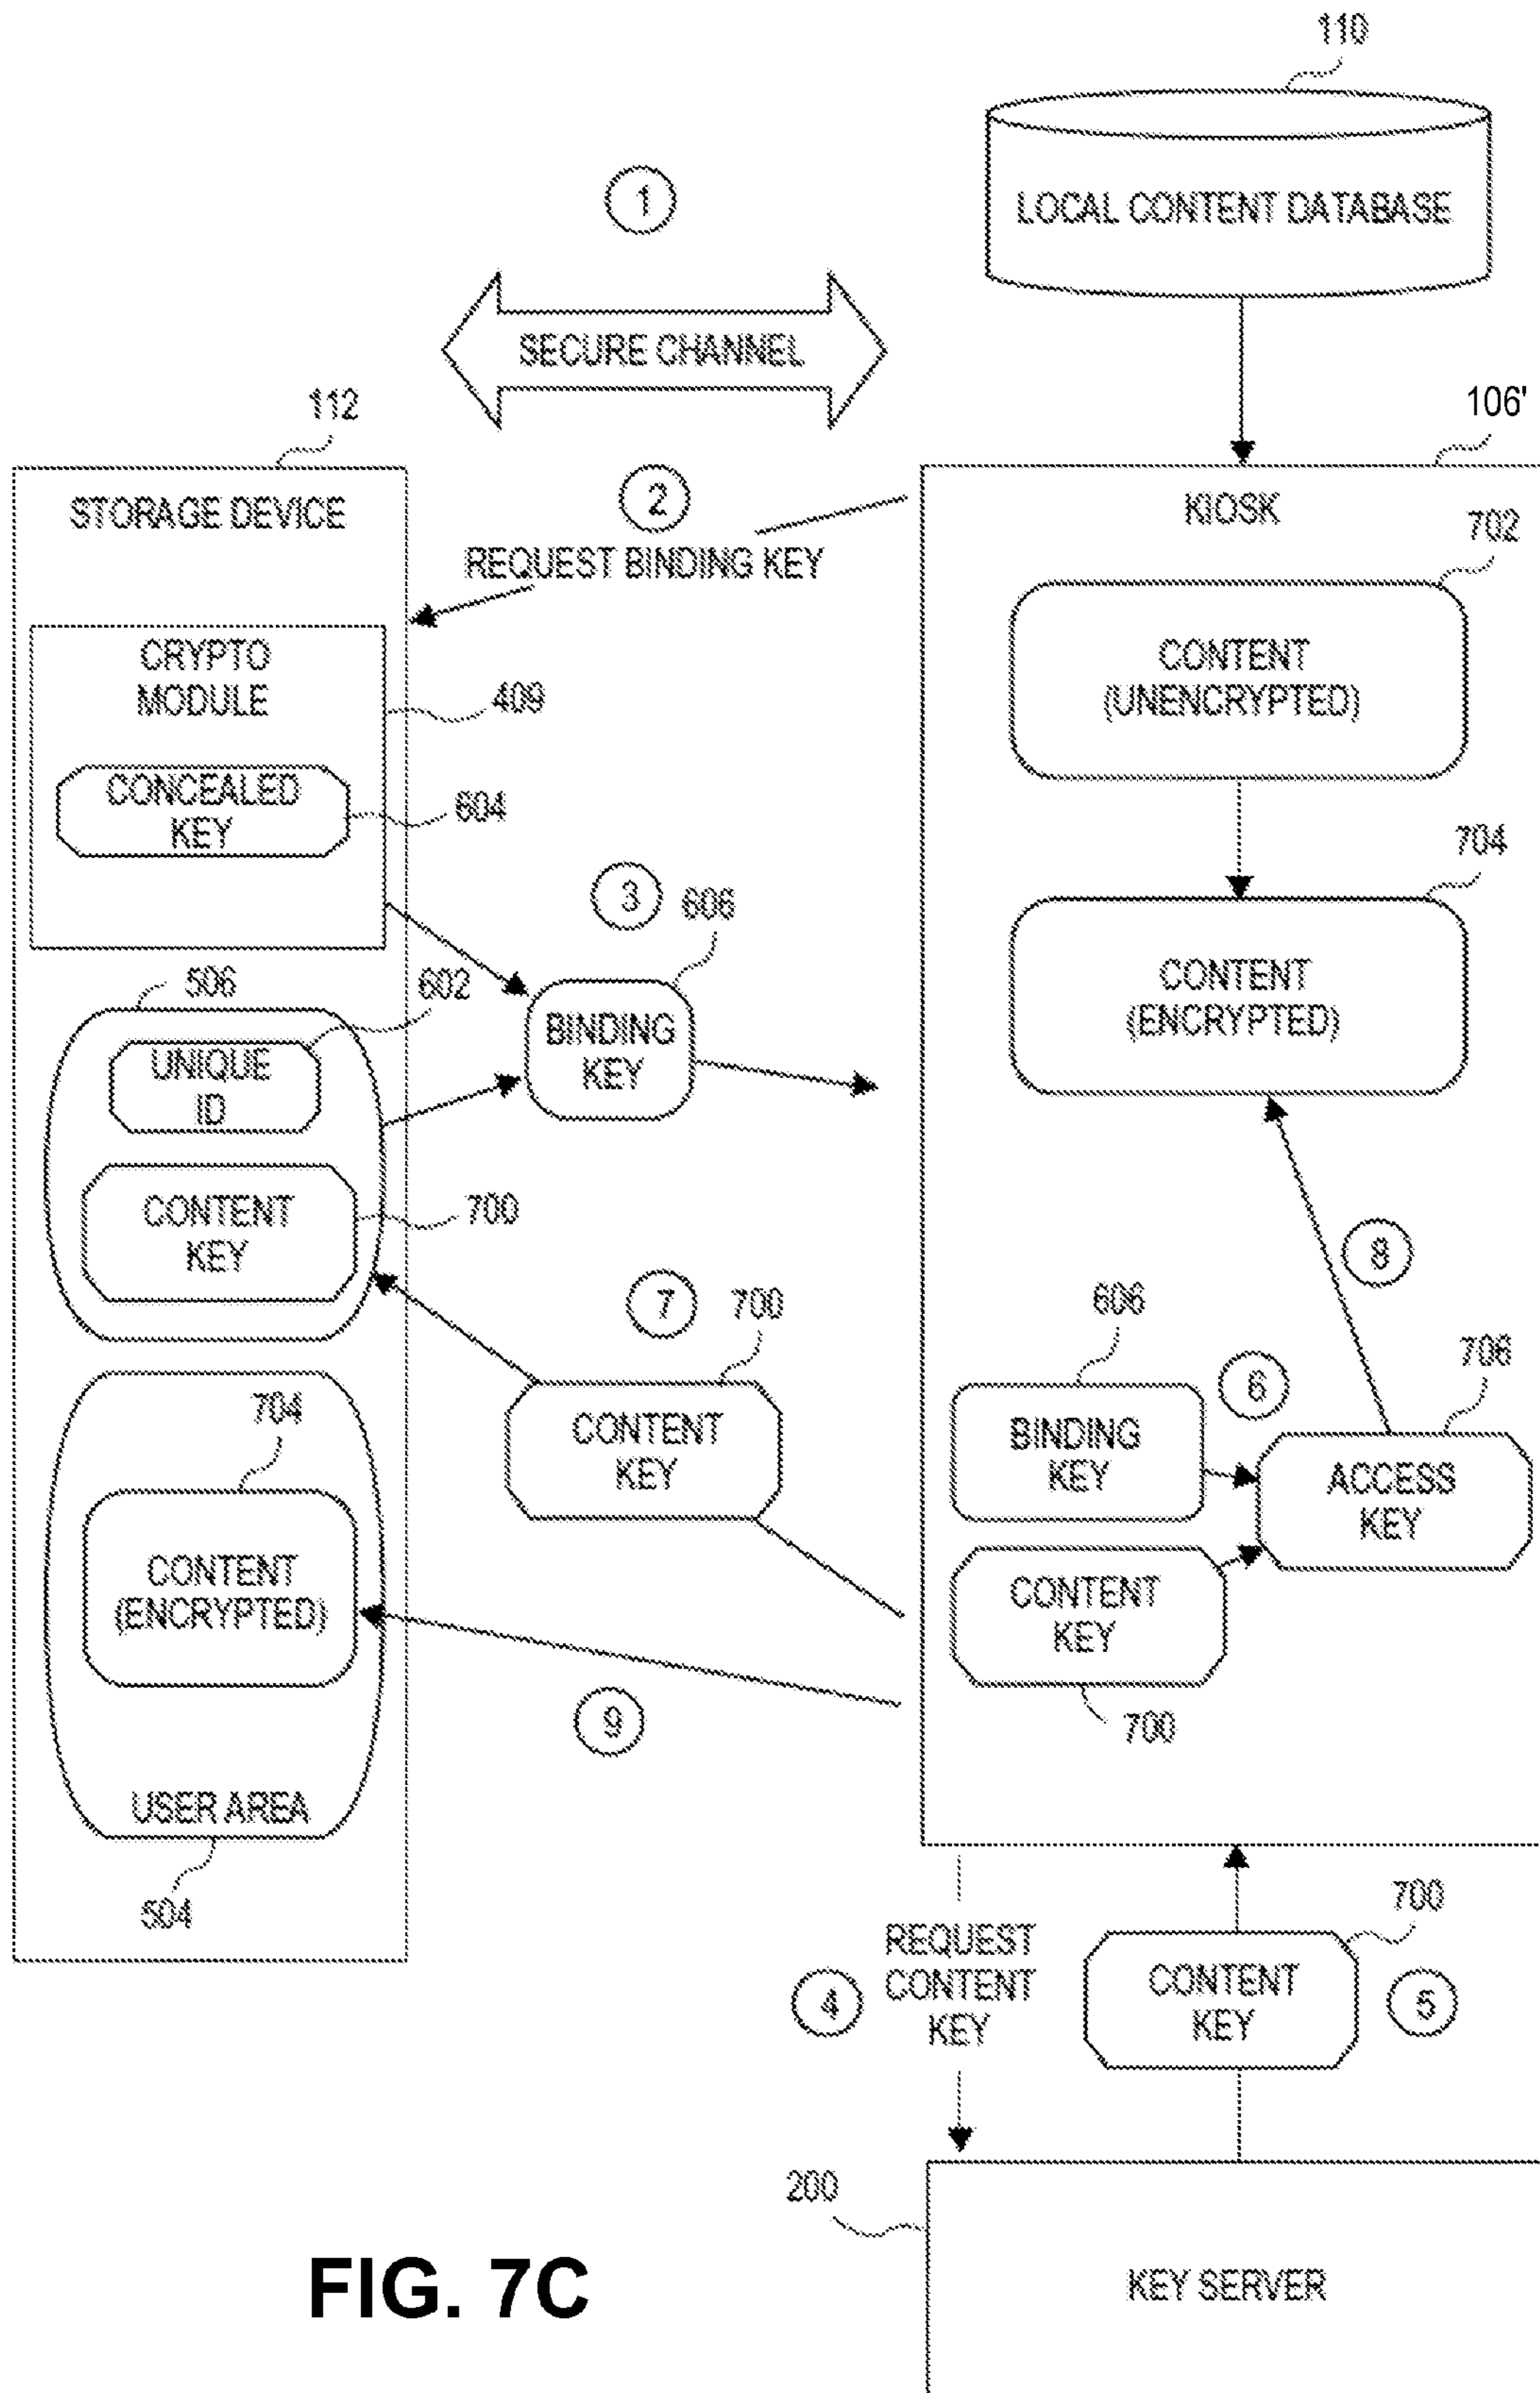 110
LOCAL CONTENT DATABASE
1
SECURE CHANNEL
112
106'
STORAGE DEVICE
2
REQUEST BINDING KEY
KIOSK
702
CRYPTO
MODULE
409
CONTENT
(UNENCRYPTED)
CONCEALED
KEY
604
704
3
606
CONTENT
(ENCRYPTED)
506
602
UNIQUE
ID
BINDING
KEY
CONTENT
KEY
700
8
7
700
606
6
706
704
CONTENT
KEY
BINDING
KEY
ACCESS
KEY
CONTENT
(ENCRYPTED)
CONTENT
KEY
9
700
USER AREA
504
700
4
REQUEST
CONTENT
KEY
CONTENT
KEY
5
200
KEY SERVER
FIG. 7C